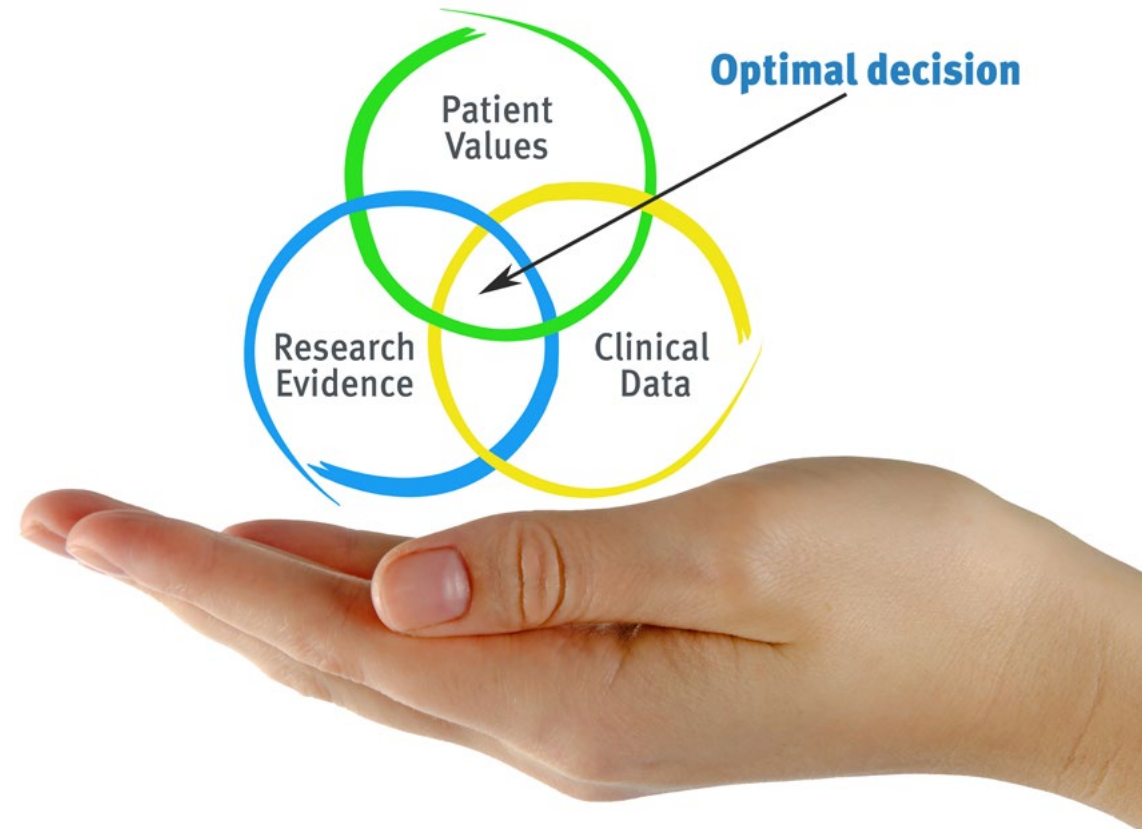 Optimal decision
Patient
Values
Research
Evidence
Clinical
Data